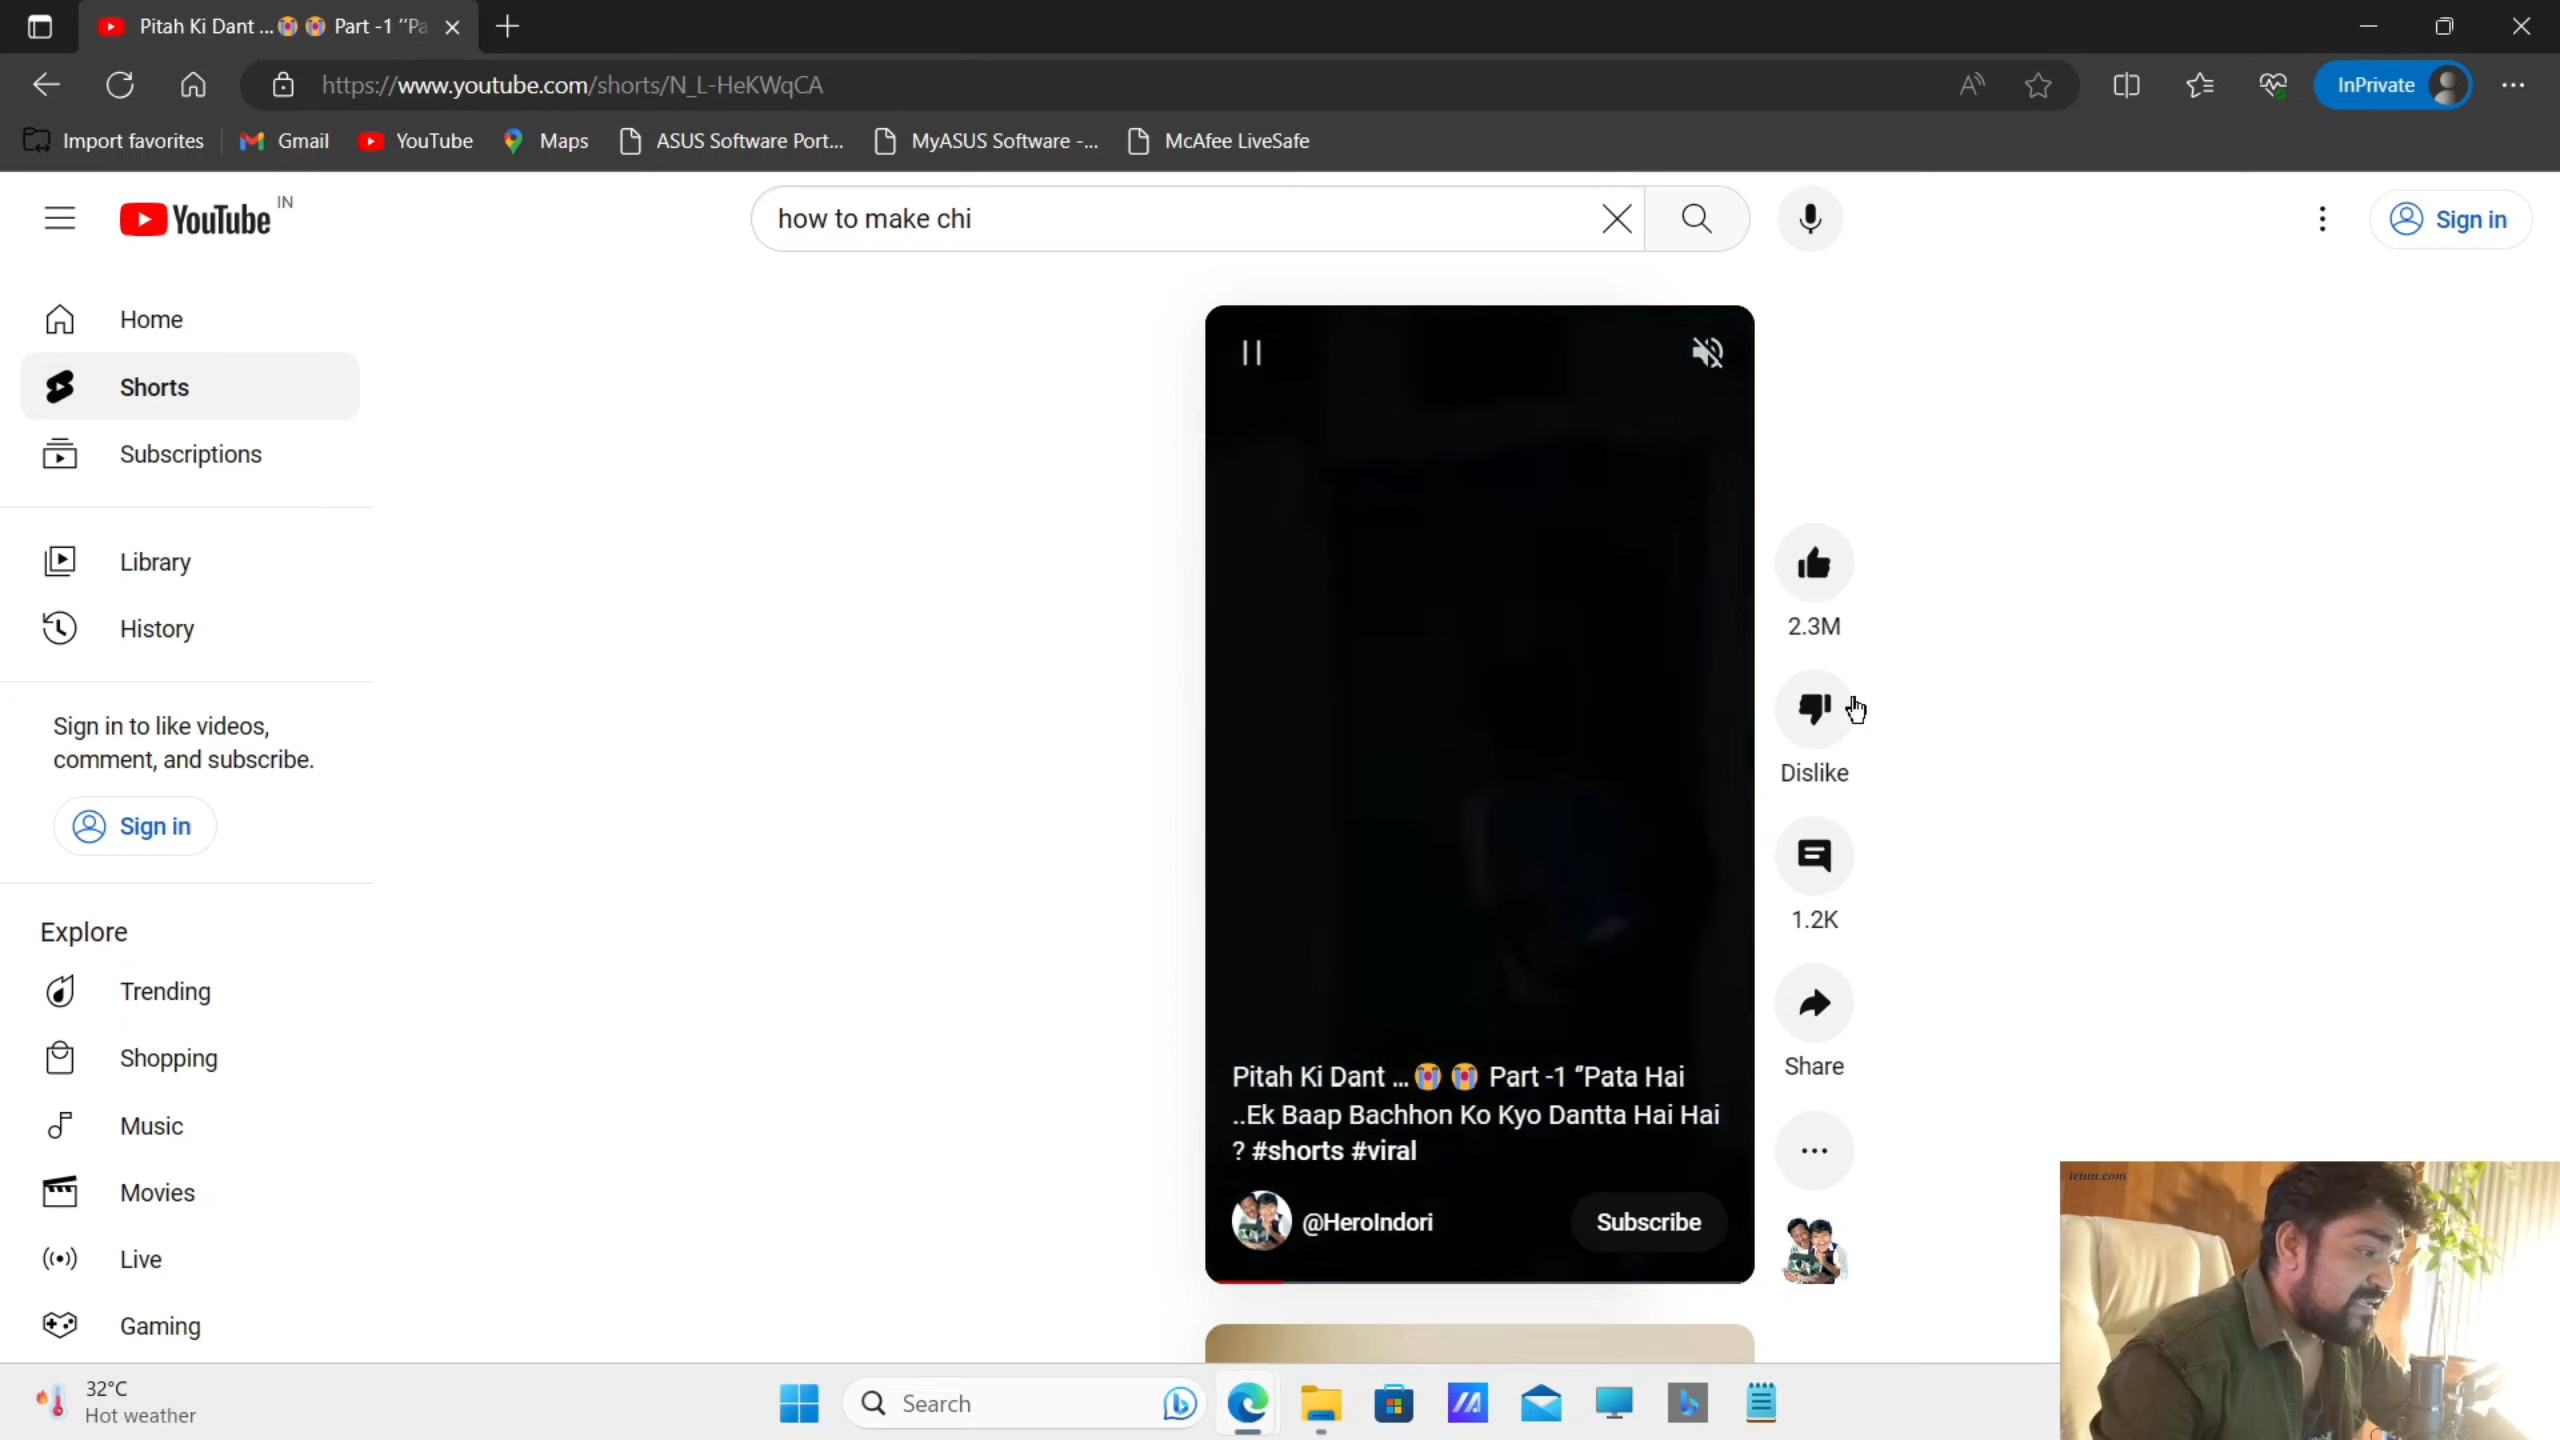 Pitah Ki Dant ...😭😭 Part -1 “Pa
https://www.youtube.com/shorts/N_L-HeKWqCA
InPrivate
Import favorites
Gmail
YouTube
Maps
ASUS Software Port...
MyASUS Software -...
McAfee LiveSafe
YouTube IN
how to make chi
Sign in
Home
Shorts
Subscriptions
Library
History
Sign in to like videos,
comment, and subscribe.
Sign in
Explore
Trending
Shopping
Music
Movies
Live
Gaming
2.3M
Dislike
1.2K
Share
Pitah Ki Dant ...😭😭 Part -1 “Pata Hai
..Ek Baap Bachhon Ko Kyo Dantta Hai Hai
? #shorts #viral
@HeroIndori
Subscribe
32°C
Hot weather
Search